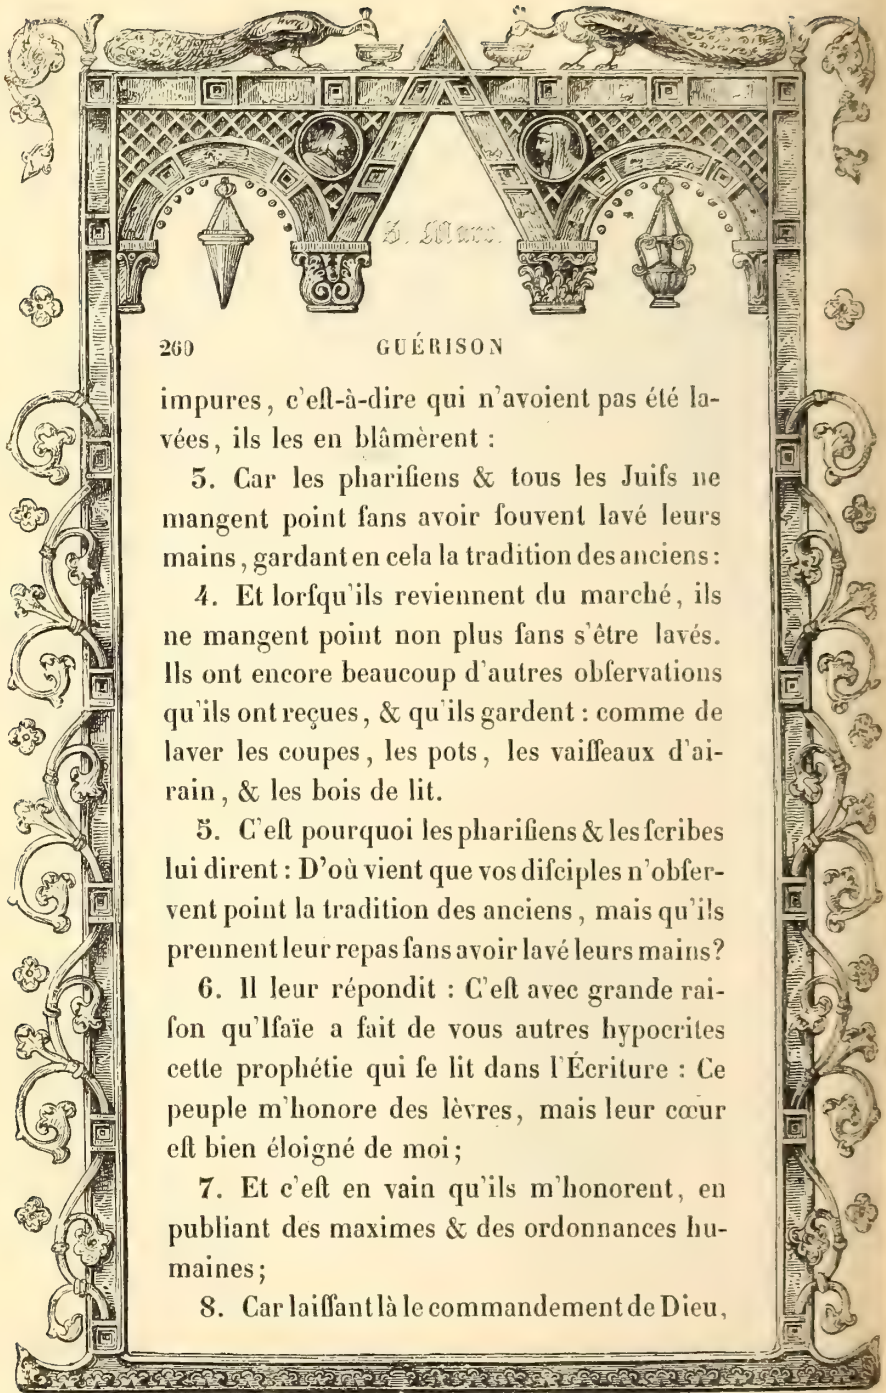 S. Marc.
260 GUÉRISON
impures, c'eſt-à-dire qui n'avoient pas été la-
vées, ils les en blâmèrent :
3. Car les phariſiens & tous les Juifs ne
mangent point ſans avoir ſouvent lavé leurs
mains, gardant en cela la tradition des anciens :
4. Et lorſqu'ils reviennent du marché, ils
ne mangent point non plus ſans s'être lavés.
Ils ont encore beaucoup d'autres obſervations
qu'ils ont reçues, & qu'ils gardent : comme de
laver les coupes, les pots, les vaiſſeaux d'ai-
rain, & les bois de lit.
5. C'eſt pourquoi les phariſiens & les ſcribes
lui dirent : D'où vient que vos diſciples n'obſer-
vent point la tradition des anciens, mais qu'ils
prennent leur repas ſans avoir lavé leurs mains?
6. Il leur répondit : C'eſt avec grande rai-
ſon qu'Iſaïe a fait de vous autres hypocrites
cette prophétie qui ſe lit dans l'Écriture : Ce
peuple m'honore des lèvres, mais leur cœur
eſt bien éloigné de moi;
7. Et c'eſt en vain qu'ils m'honorent, en
publiant des maximes & des ordonnances hu-
maines;
8. Car laiſſant là le commandement de Dieu,